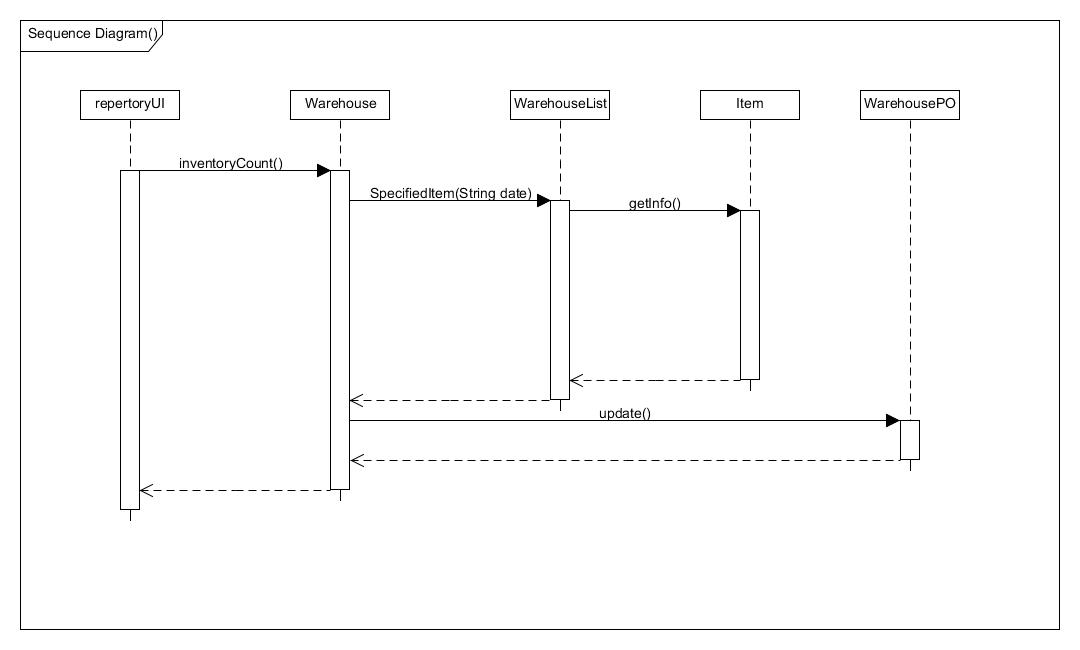 Sequence Diagram()
repertoryUI
Warehouse
WarehouseList
Item
WarehousePO
inventoryCount()
SpecifiedItem(String date)
getInfo()
update()